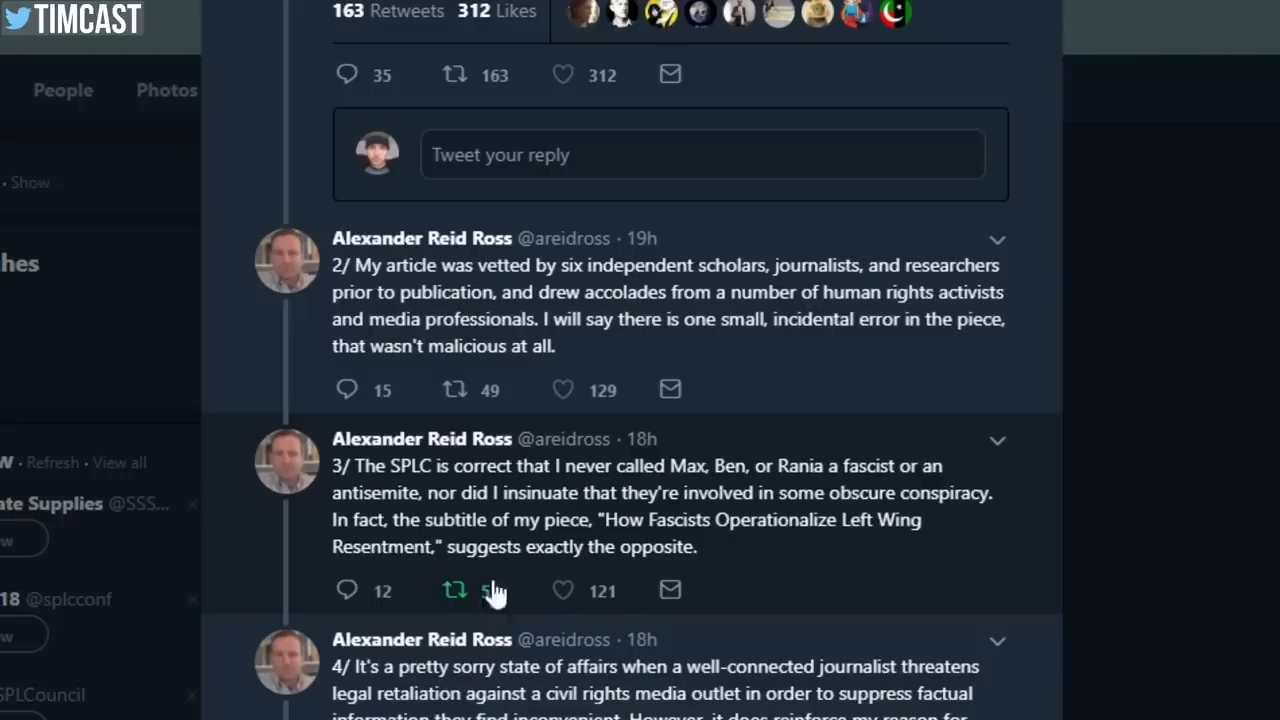 TIMCAST
163 Retweets 312 Likes
35 163 312
People Photos
Tweet your reply
· Show
Alexander Reid Ross @areidross · 19h
2/ My article was vetted by six independent scholars, journalists, and researchers
prior to publication, and drew accolades from a number of human rights activists
and media professionals. I will say there is one small, incidental error in the piece,
that wasn't malicious at all.
hes
15 49 129
Alexander Reid Ross @areidross · 18h
3/ The SPLC is correct that I never called Max, Ben, or Rania a fascist or an
antisemite, nor did I insinuate that they're involved in some obscure conspiracy.
In fact, the subtitle of my piece, "How Fascists Operationalize Left Wing
Resentment," suggests exactly the opposite.
w · Refresh · View all
ate Supplies @SSS...
w
12 5 121
18 @splcconf
w
SPLCouncil
Alexander Reid Ross @areidross · 18h
4/ It's a pretty sorry state of affairs when a well-connected journalist threatens
legal retaliation against a civil rights media outlet in order to suppress factual
information they find inconvenient. However, it does reinforce my reason for